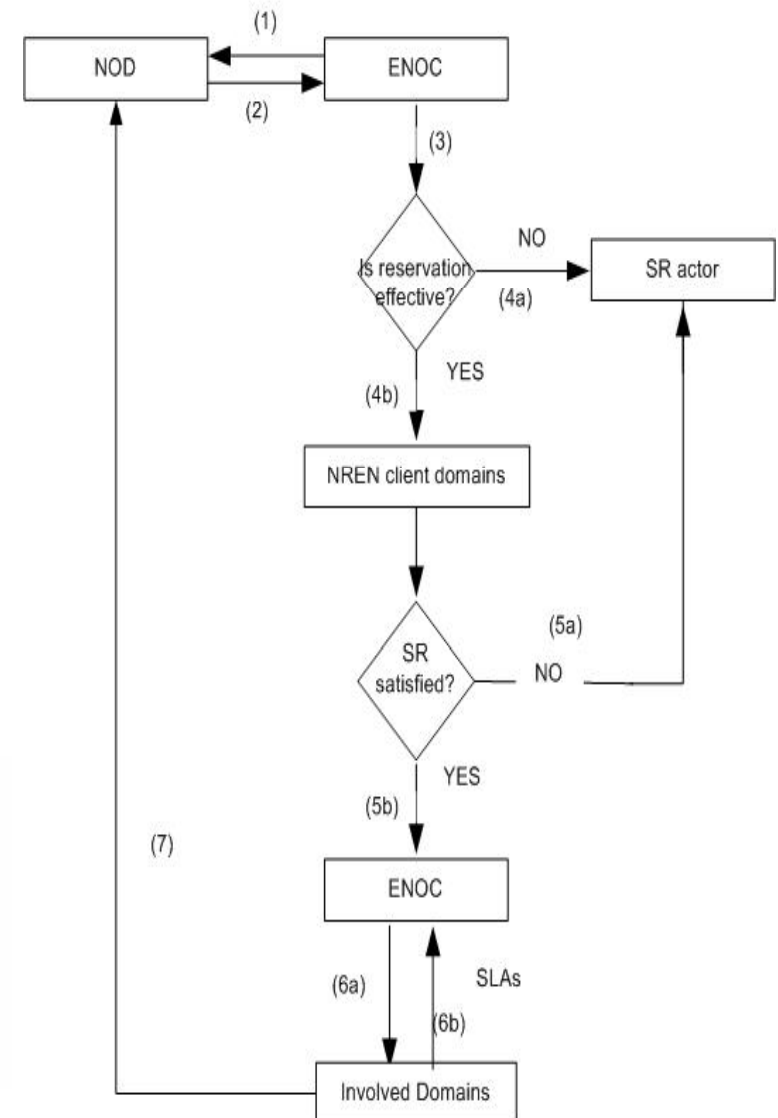 (1)
NOD
ENOC
(2)
(3)
Is reservation
effective?
NO
(4a)
SR actor
YES
(4b)
NREN client domains
SR
satisfied?
(5a)
NO
YES
(5b)
(7)
ENOC
(6a)
SLAs
(6b)
Involved Domains